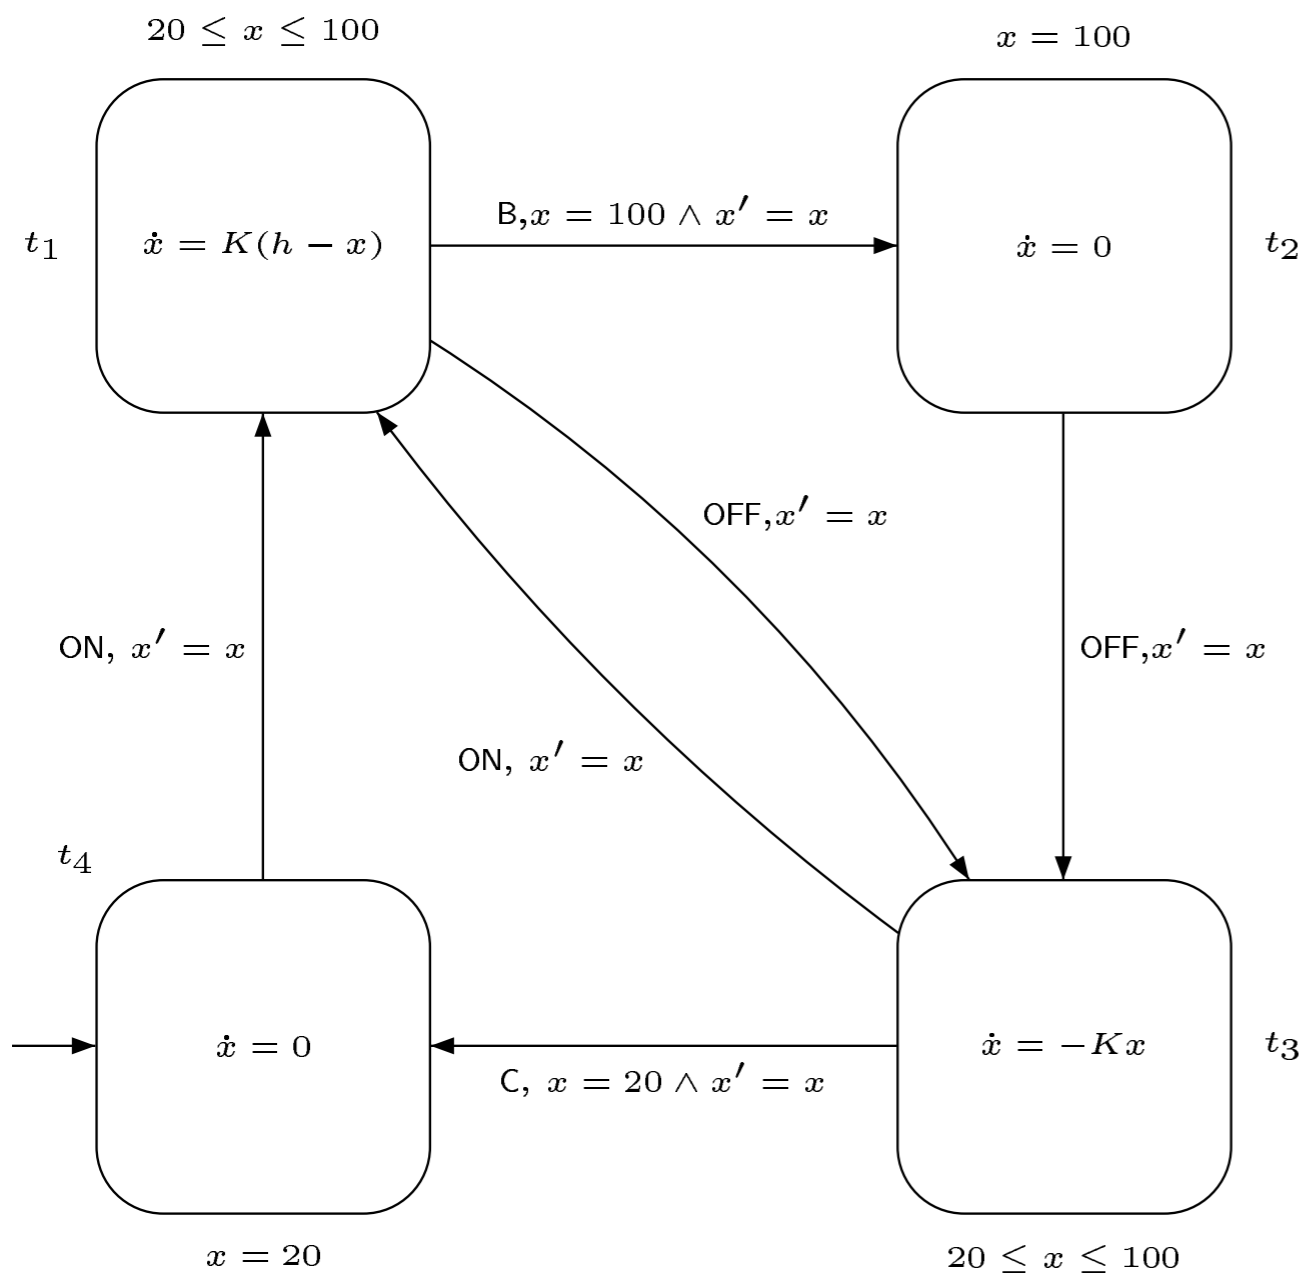 20 ≤ x ≤ 100
x = 100
t₁
ẋ = K(h − x)
B,x = 100 ∧ x′ = x
ẋ = 0
t₂
OFF,x′ = x
ON, x′ = x
OFF,x′ = x
ON, x′ = x
t₄
ẋ = 0
C, x = 20 ∧ x′ = x
ẋ = −Kx
t₃
x = 20
20 ≤ x ≤ 100